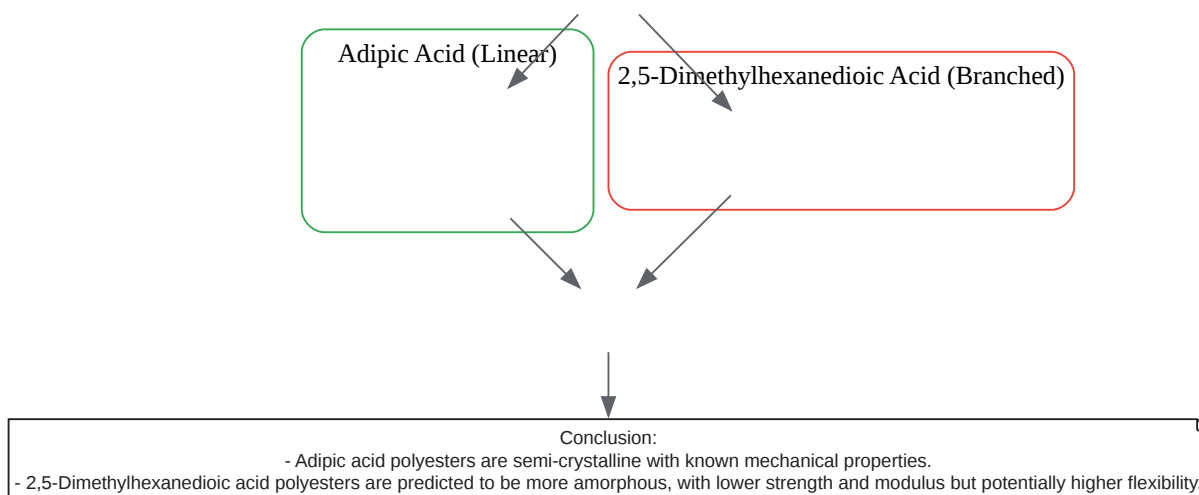 Adipic Acid (Linear)
2,5-Dimethylhexanedioic Acid (Branched)
Conclusion:
- Adipic acid polyesters are semi-crystalline with known mechanical properties.
- 2,5-Dimethylhexanedioic acid polyesters are predicted to be more amorphous, with lower strength and modulus but potentially higher flexibility.